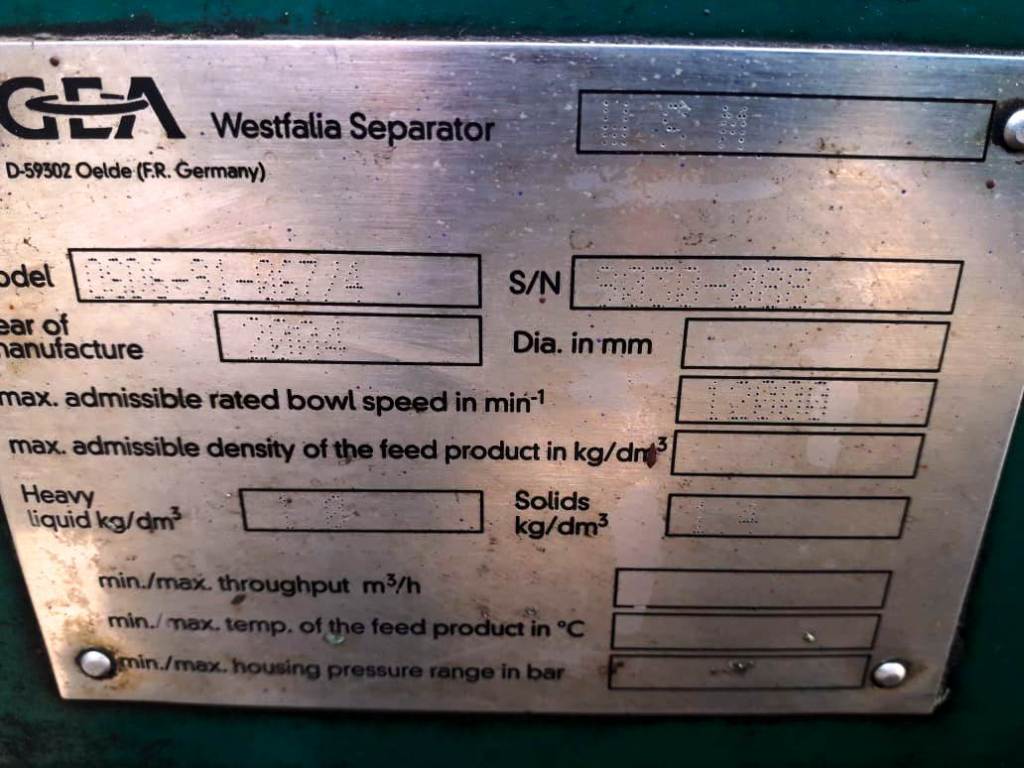 GEA Westfalia Separator
D-59302 Oelde (F.R. Germany)
odel S/N
ear of
anufacture Dia. in mm
max. admissible rated bowl speed in min-¹ 12000
max. admissible density of the feed product in kg/dm³
Heavy
liquid kg/dm³
Solids
kg/dm³
min./max. throughput m³/h
min./max. temp. of the feed product in °C
min./max. housing pressure range in bar